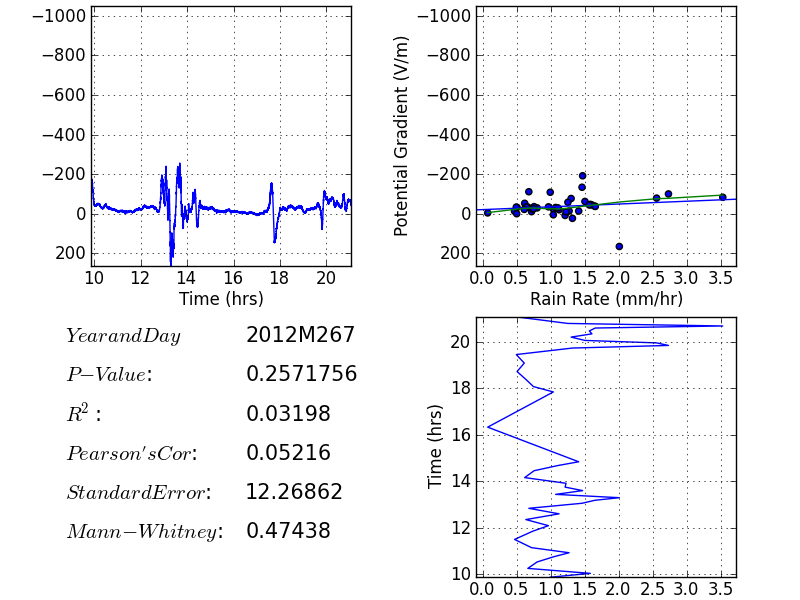 −1000
−800
−600
−400
−200
0
200
10 12 14 16 18 20
Time (hrs)
Potential Gradient (V/m)
−1000
−800
−600
−400
−200
0
200
0.0 0.5 1.0 1.5 2.0 2.5 3.0 3.5
Rain Rate (mm/hr)
YearandDay 2012M267
P−Value: 0.2571756
R²: 0.03198
Pearson'sCor: 0.05216
StandardError: 12.26862
Mann−Whitney: 0.47438
Time (hrs)
20
18
16
14
12
10
0.0 0.5 1.0 1.5 2.0 2.5 3.0 3.5